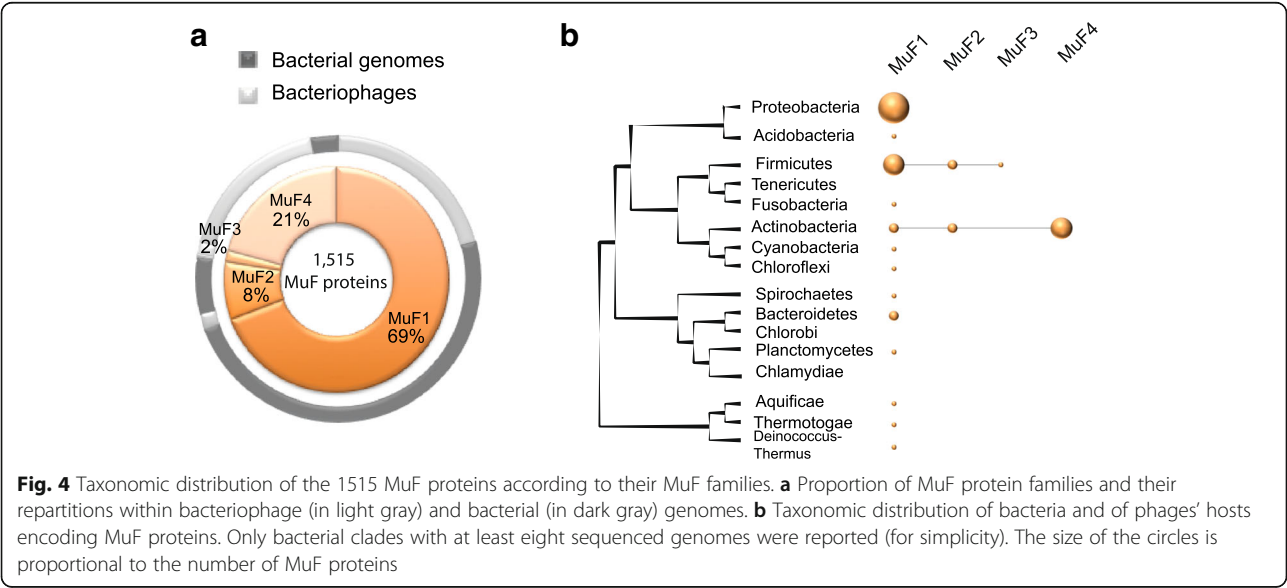 a
Bacterial genomes
Bacteriophages
MuF4
21%
MuF3
2%
MuF2
8%
1,515
MuF proteins
MuF1
69%
b
MuF1
MuF2
MuF3
MuF4
Proteobacteria
Acidobacteria
Firmicutes
Tenericutes
Fusobacteria
Actinobacteria
Cyanobacteria
Chloroflexi
Spirochaetes
Bacteroidetes
Chlorobi
Planctomycetes
Chlamydiae
Aquificae
Thermotogae
Deinococcus-
Thermus
Fig. 4 Taxonomic distribution of the 1515 MuF proteins according to their MuF families. a Proportion of MuF protein families and their
repartitions within bacteriophage (in light gray) and bacterial (in dark gray) genomes. b Taxonomic distribution of bacteria and of phages' hosts
encoding MuF proteins. Only bacterial clades with at least eight sequenced genomes were reported (for simplicity). The size of the circles is
proportional to the number of MuF proteins